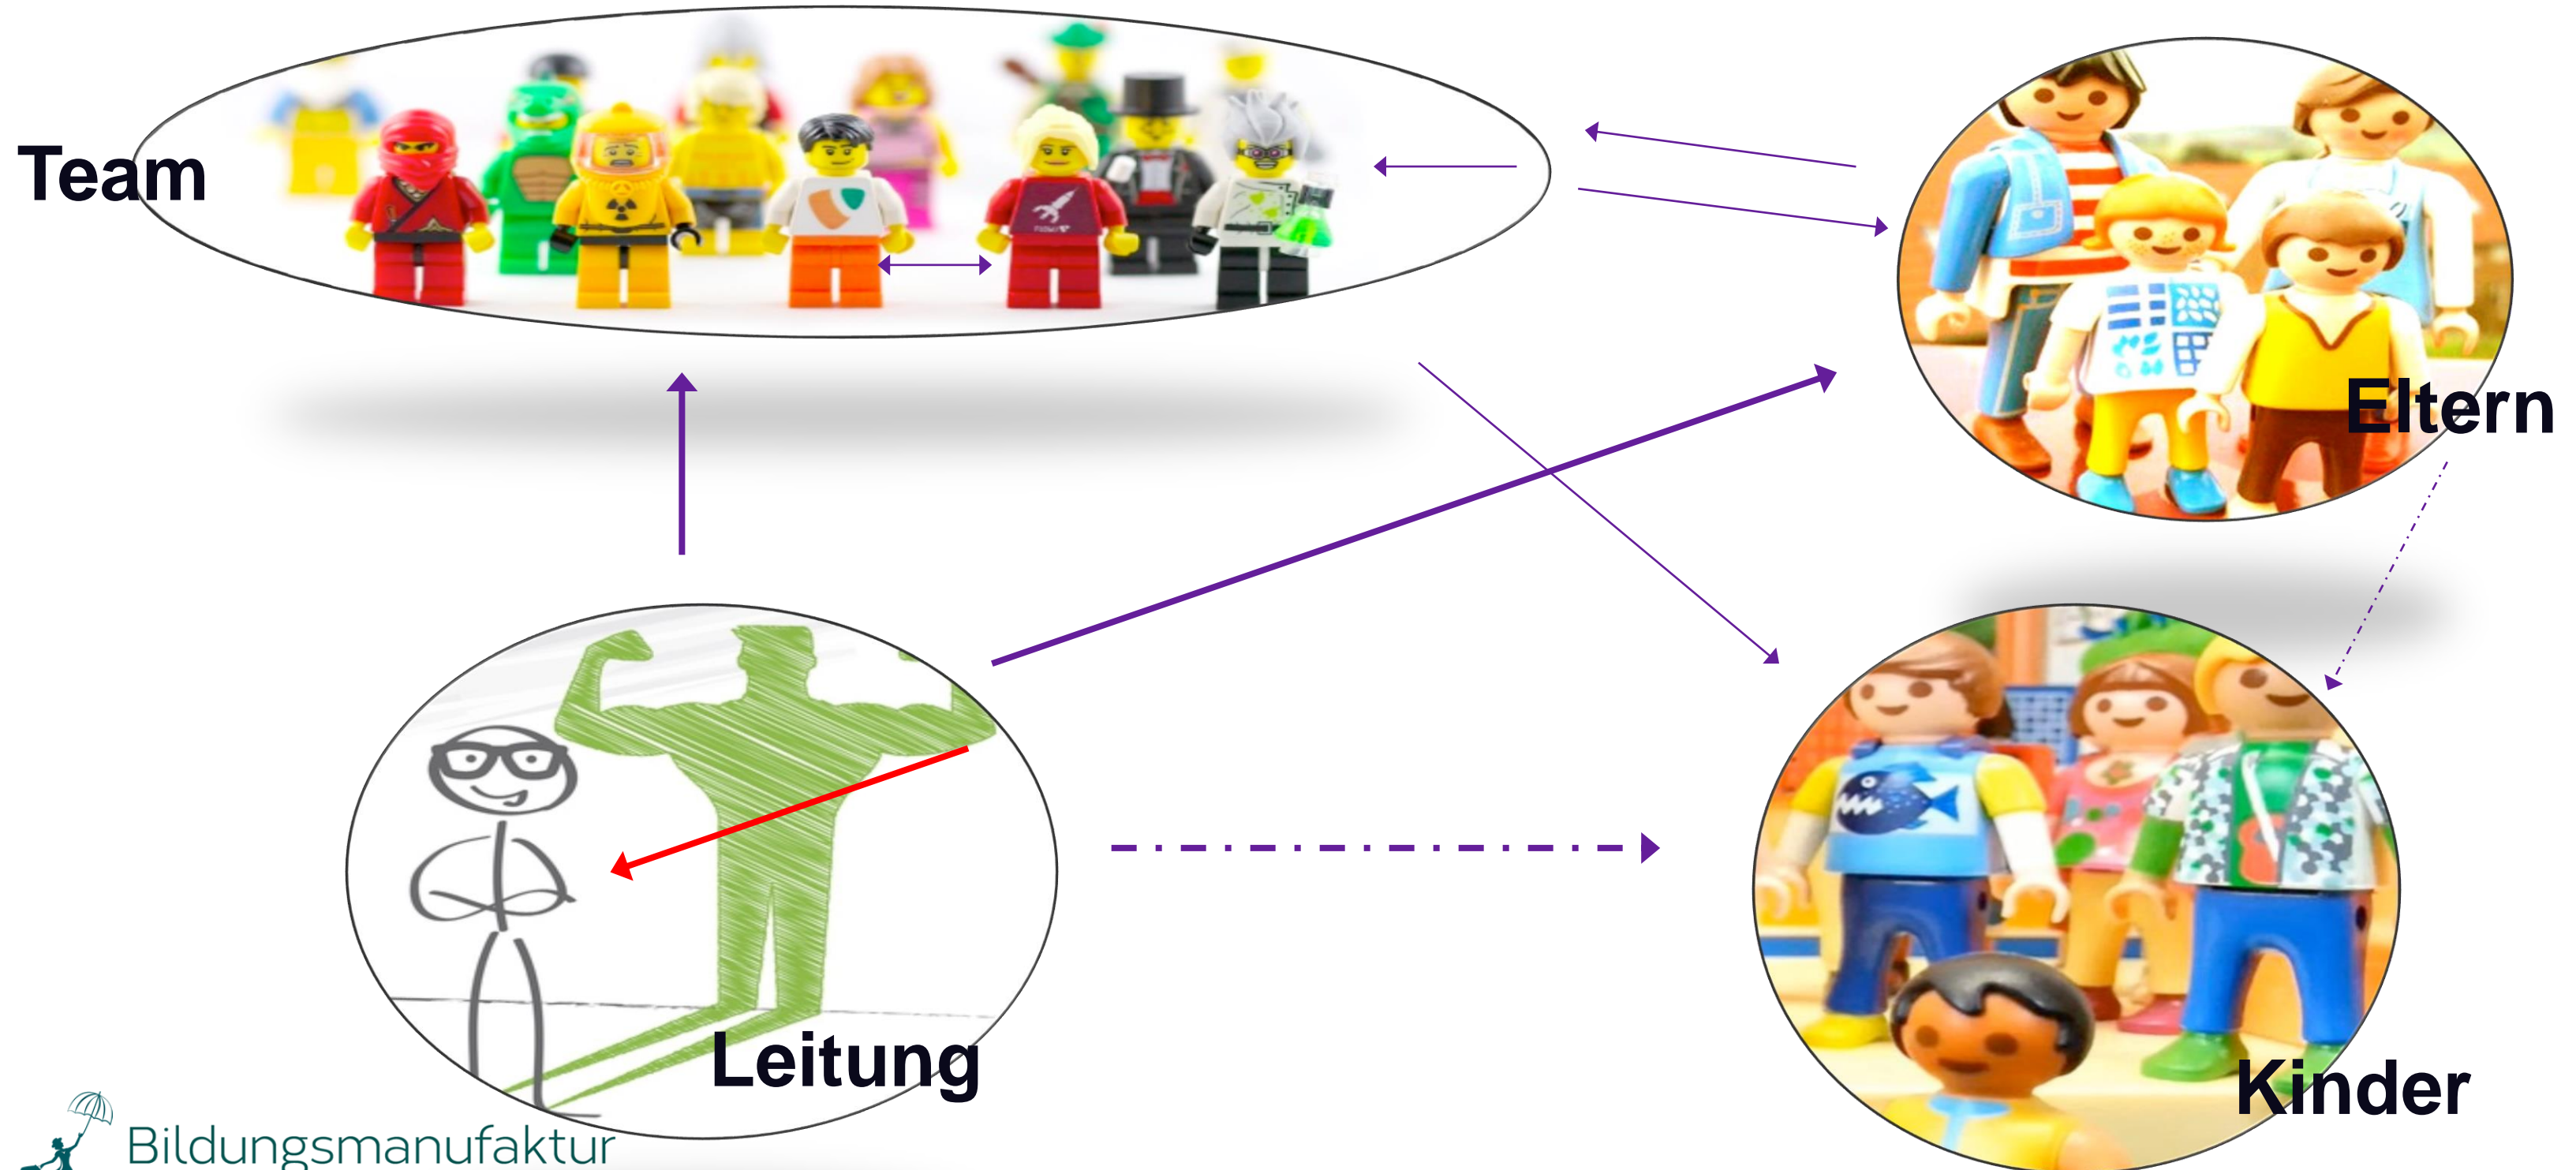 Team
Eltern
Leitung
Kinder
Bildungsmanufaktur